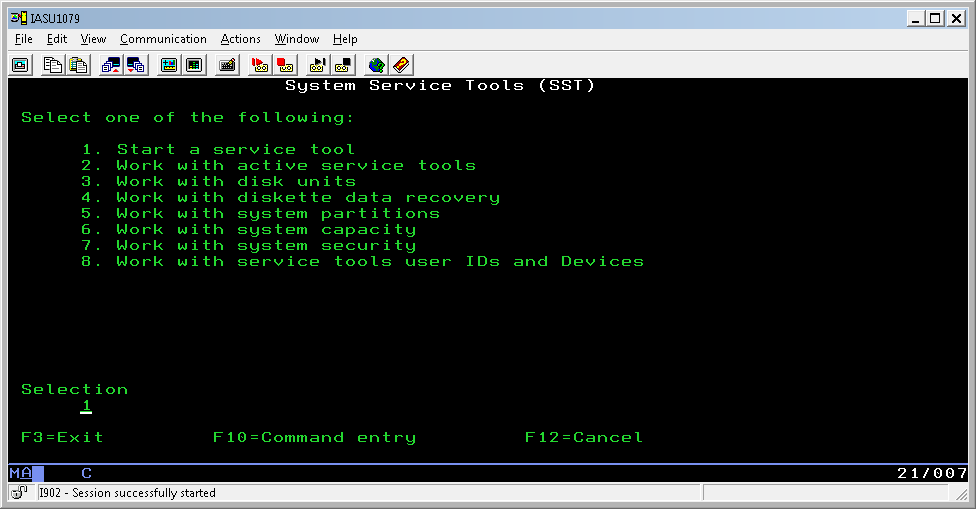 IASU1079
File Edit View Communication Actions Window Help
System Service Tools (SST)
Select one of the following:
1. Start a service tool
2. Work with active service tools
3. Work with disk units
4. Work with diskette data recovery
5. Work with system partitions
6. Work with system capacity
7. Work with system security
8. Work with service tools user IDs and Devices
Selection
1
F3=Exit F10=Command entry F12=Cancel
MA C 21/007
I902 - Session successfully started